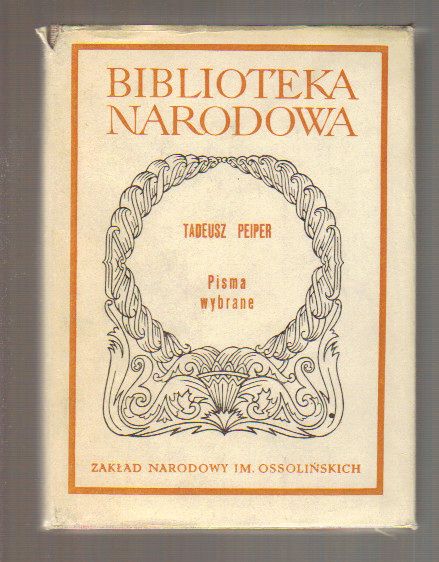 BIBLIOTEKA
NARODOWA
TADEUSZ PEIPER
Pisma
wybrane
ZAKŁAD NARODOWY IM. OSSOLIŃSKICH